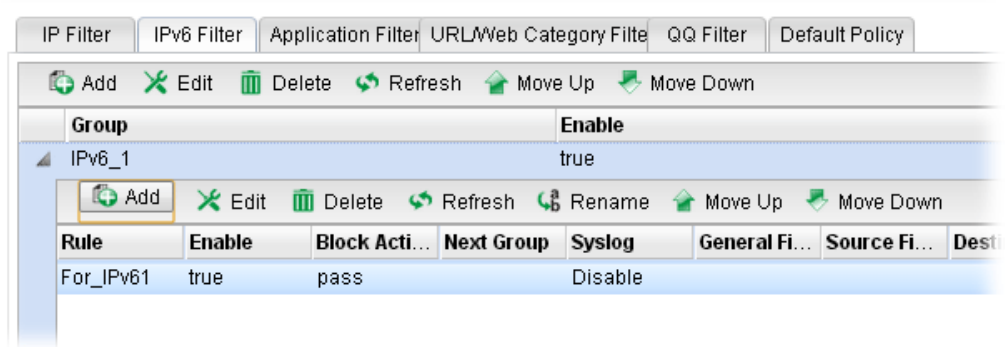 IP Filter IPv6 Filter Application Filter URL/Web Category Filte QQ Filter Default Policy
Add Edit Delete Refresh Move Up Move Down
Group Enable
IPv6_1 true
Add Edit Delete Refresh Rename Move Up Move Down
Rule Enable Block Acti... Next Group Syslog General Fi... Source Fi... Desti
For_IPv61 true pass Disable